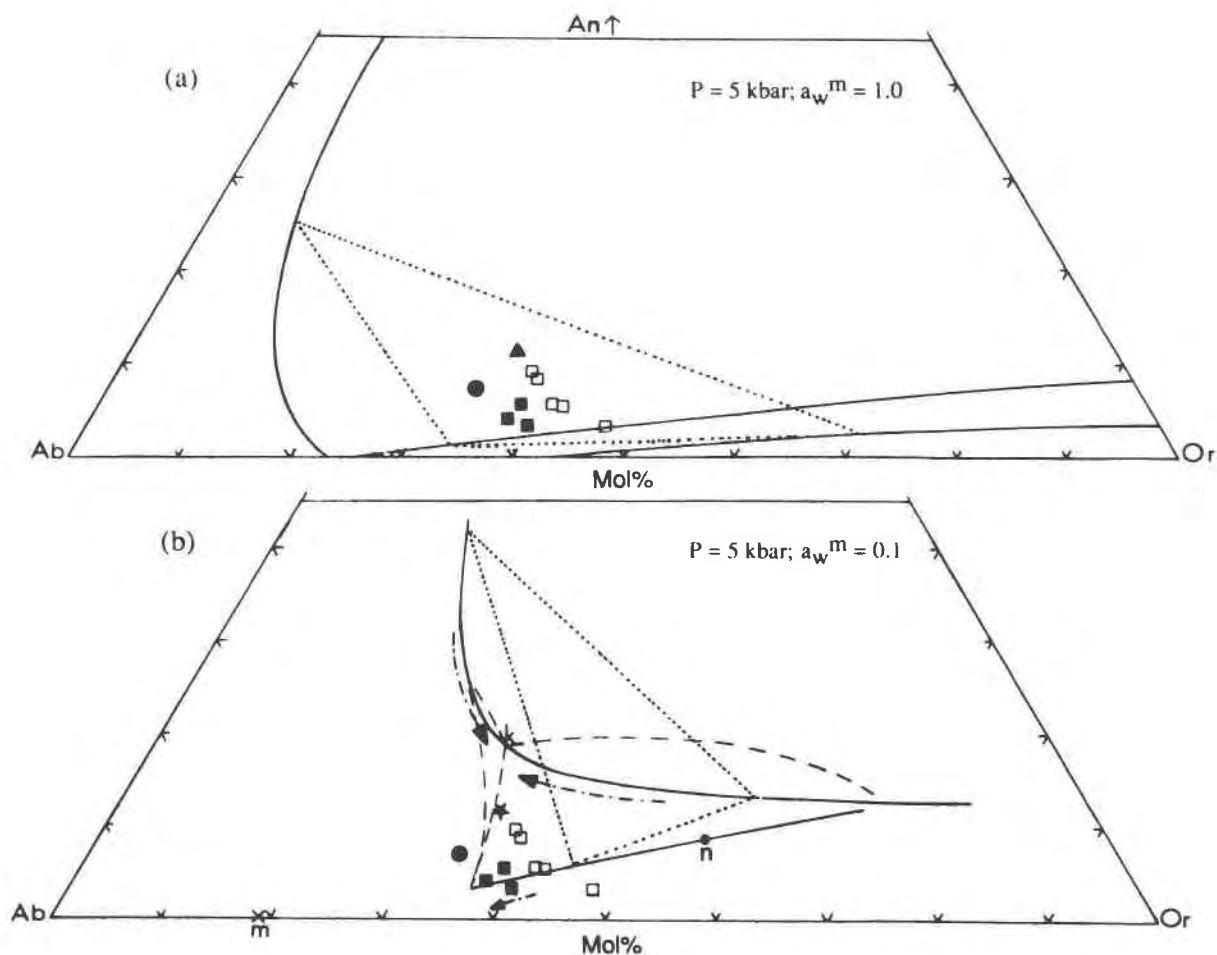 An↑
(a)
P = 5 kbar; a_w^m = 1.0
Ab
Or
Mol%
(b)
P = 5 kbar; a_w^m = 0.1
n
Ab
Or
m
Mol%